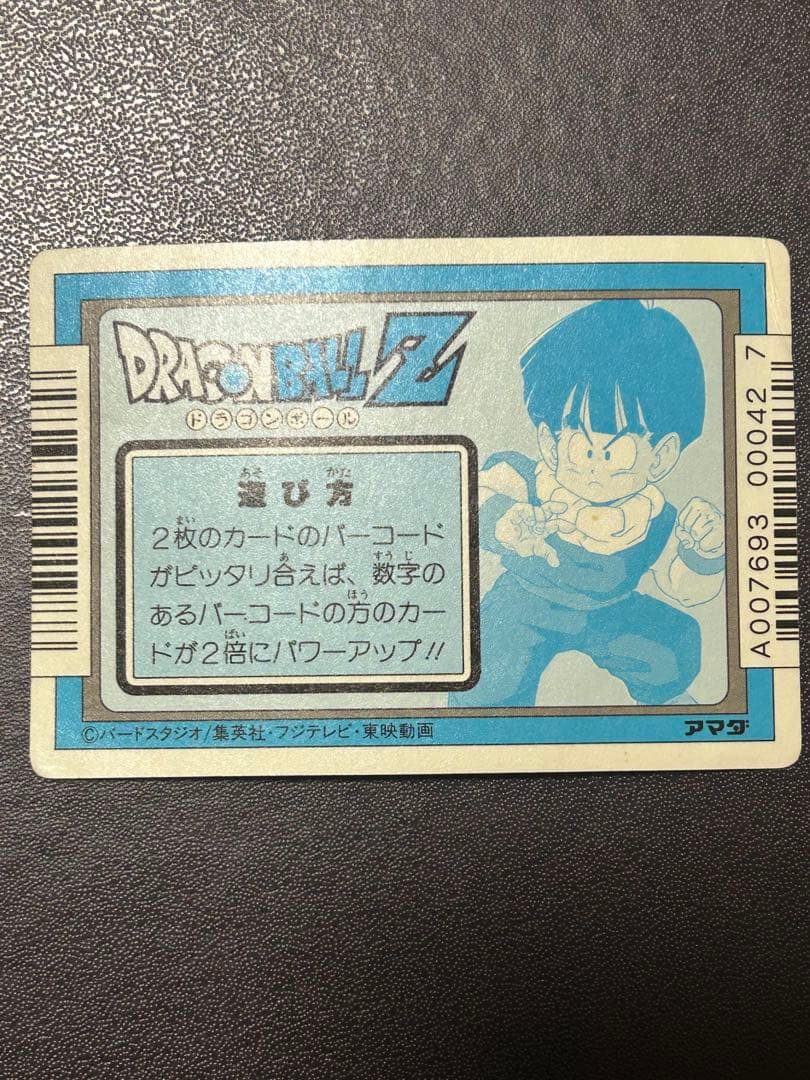 DRAGON BALL Z
ドラゴンボール
遊び方
2枚のカードのバーコード
がピッタリ合えば、数字の
あるバーコードの方のカー
ドが2倍にパワーアップ!!
©バードスタジオ/集英社・フジテレビ・東映動画
アマダ
A007693 00042 7